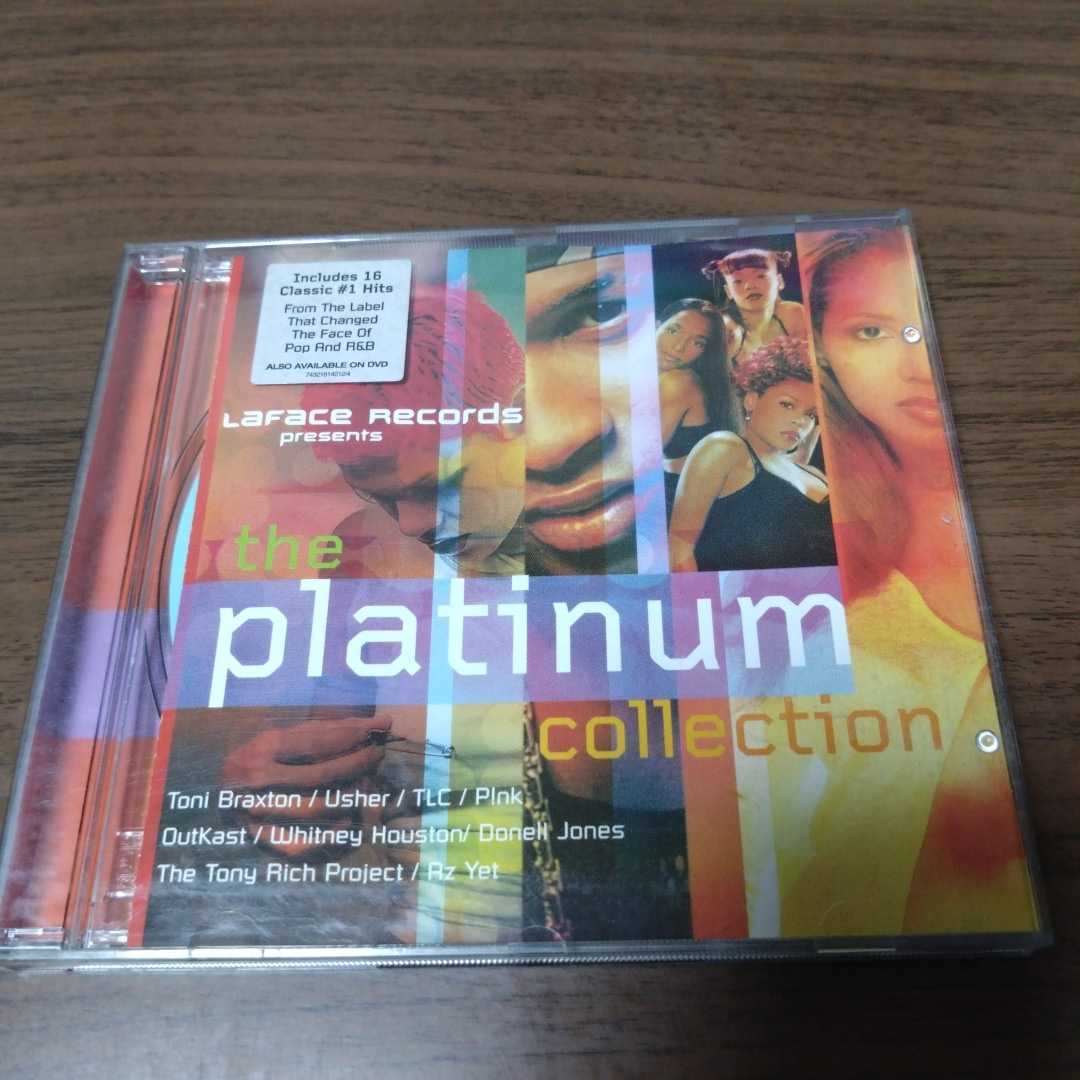 Includes 16
Classic #1 Hits
From The Label
That Changed
The Face Of
Pop And R&B
ALSO AVAILABLE ON DVD
LaFace Records
presents
the
platinum
collection
Toni Braxton / Usher / TLC / P!nk
OutKast / Whitney Houston/ Donell Jones
The Tony Rich Project / Az Yet